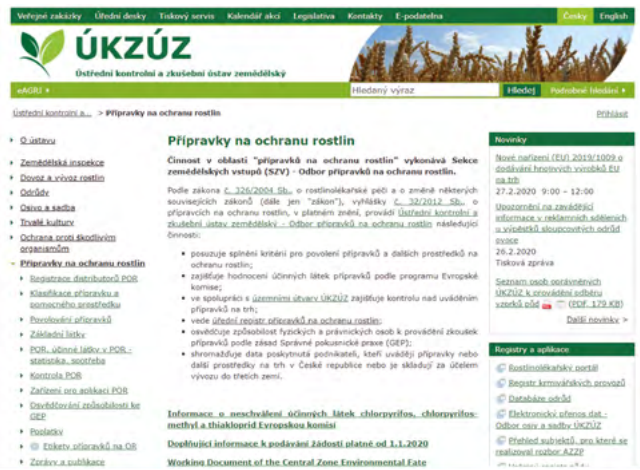 Veřejné zakázky Úřední desky Tiskový servis Kalendář akcí Legislativa Kontakty E-podatelna Česky English
ÚKZÚZ
Ústřední kontrolní a zkušební ústav zemědělský
eAGRI
Hledaný výraz Hledej Podrobné hledání
Ústřední kontrolní a... > Přípravky na ochranu rostlin
Přihlásit
O ústavu
Zemědělská inspekce
Dovoz a vývoz rostlin
Odrůdy
Osivo a sadba
Trvalé kultury
Ochrana proti škodlivým
organismům
Přípravky na ochranu rostlin
Registrace distributorů POR
Klasifikace přípravku a
pomocného prostředku
Povolování přípravků
Základní látky
POR, účinné látky v POR -
statistika, spotřeba
Kontrola POR
Zařízení pro aplikaci POR
Osvědčování způsobilosti ke
GEP
Poplatky
Etikety přípravků na OR
Zprávy a publikace
Přípravky na ochranu rostlin
Činnost v oblasti "přípravků na ochranu rostlin" vykonává Sekce
zemědělských vstupů (SZV) - Odbor přípravků na ochranu rostlin.
Podle zákona č. 326/2004 Sb., o rostlinolékařské péči a o změně některých
souvisejících zákonů (dále jen "zákon"), vyhlášky č. 32/2012 Sb., o
přípravcích na ochranu rostlin, v platném znění, provádí Ústřední kontrolní a
zkušební ústav zemědělský - Odbor přípravků na ochranu rostlin následující
činnosti:
posuzuje splnění kritérií pro povolení přípravků a dalších prostředků na
ochranu rostlin;
zajišťuje hodnocení účinných látek přípravků podle programu Evropské
komise;
ve spolupráci s územními útvary ÚKZÚZ zajišťuje kontrolu nad uváděním
přípravků na trh;
vede úřední registr přípravků na ochranu rostlin;
osvědčuje způsobilost fyzických a právnických osob k provádění zkoušek
přípravků podle zásad Správné pokusnické praxe (GEP);
shromažďuje data poskytnutá podnikateli, kteří uvádějí přípravky nebo
další prostředky na trh v České republice nebo je skladují za účelem
vývozu do třetích zemí.
Informace o neschválení účinných látek chlorpyrifos, chlorpyrifos-
methyl a thiakloprid Evropskou komisí
Doplňující informace k podávání žádostí platné od 1.1.2020
Working Document of the Central Zone Environmental Fate
Novinky
Nové nařízení (EU) 2019/1009 o
dodávání hnojivých výrobků EU
na trh
27.2.2020 9:00 – 12:00
Upozornění na zavádějící
informace v reklamních sděleních
u výpěstků sloupcovitých odrůd
ovoce
26.2.2020
Tisková zpráva
Seznam osob oprávněných
ÚKZÚZ k provádění odběru
vzorků půd (PDF, 179 KB)
Další novinky >
Registry a aplikace
Rostlinolékařský portál
Registr krmivářských provozů
Databáze odrůd
Elektronický přenos dat -
Odbor osiv a sadby ÚKZÚZ
Přehled subjektů, pro které se
realizoval rozbor AZZP